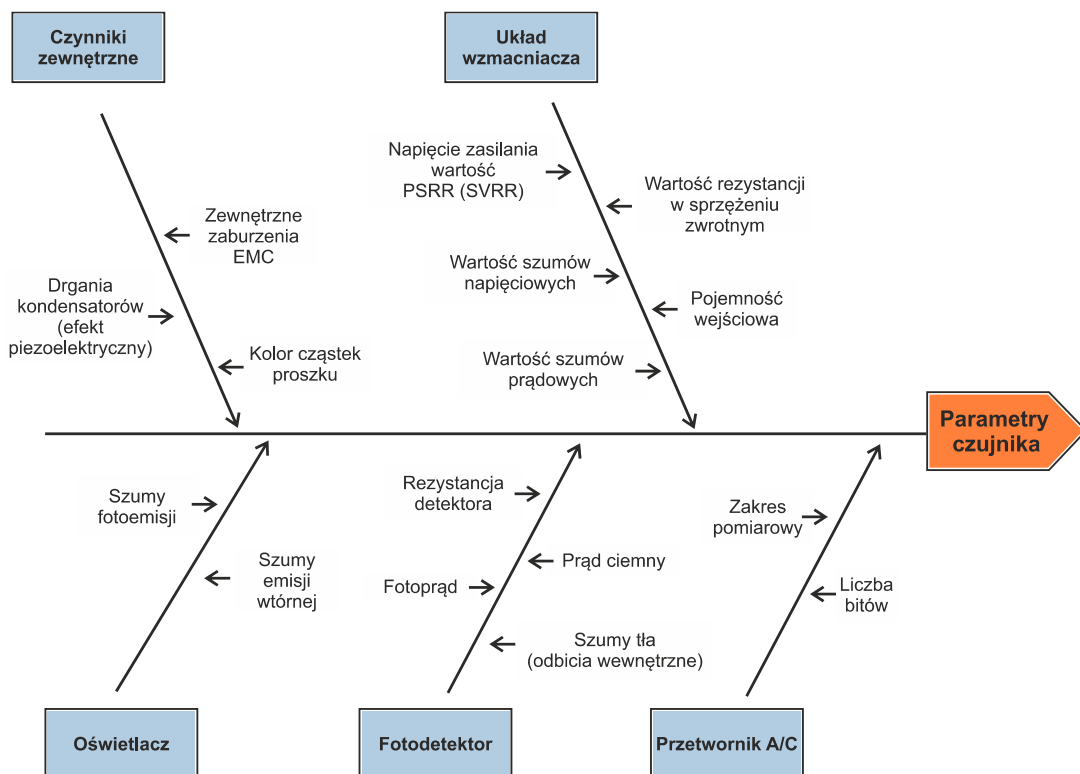 Czynniki
zewnętrzne
Układ
wzmacniacza
Napięcie zasilania
wartość
PSRR (SVRR)
Wartość rezystancji
w sprzężeniu
zwrotnym
Zewnętrzne
zaburzenia
EMC
Wartość szumów
napięciowych
Drgania
kondensatorów
(efekt
piezoelektryczny)
Pojemność
wejściowa
Kolor cząstek
proszku
Wartość szumów
prądowych
Parametry
czujnika
Szumy
fotoemisji
Rezystancja
detektora
Zakres
pomiarowy
Szumy
emisji
wtórnej
Prąd ciemny
Fotoprąd
Liczba
bitów
Szumy tła
(odbicia wewnętrzne)
Oświetlacz
Fotodetektor
Przetwornik A/C